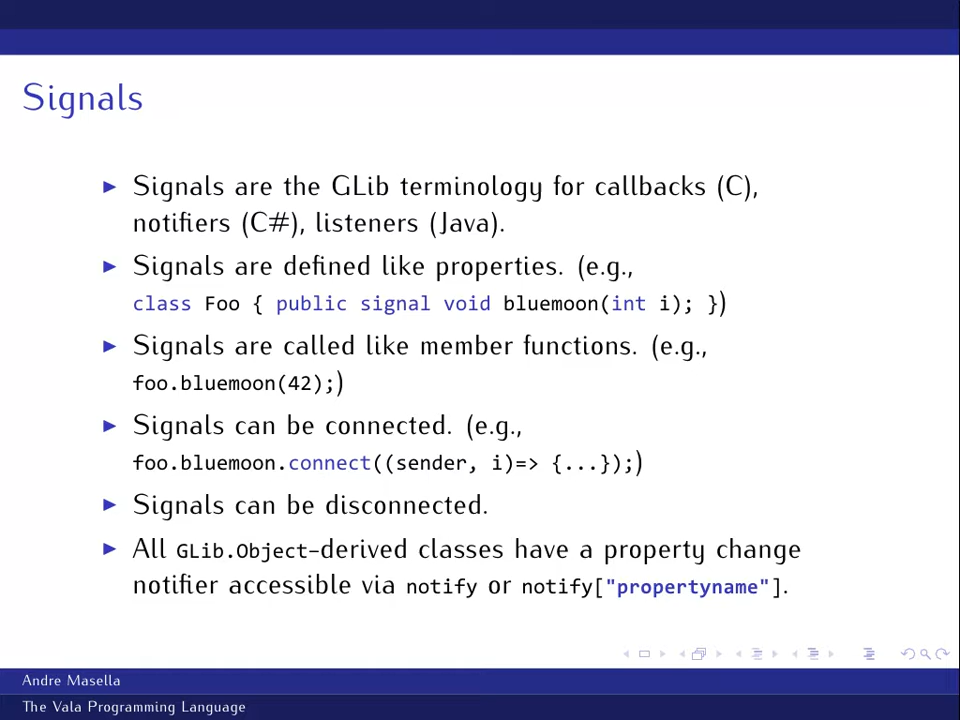 Signals
Signals are the GLib terminology for callbacks (C),
notifiers (C#), listeners (Java).
Signals are defined like properties. (e.g.,
class Foo { public signal void bluemoon(int i); })
Signals are called like member functions. (e.g.,
foo.bluemoon(42);)
Signals can be connected. (e.g.,
foo.bluemoon.connect((sender, i)=> {...});)
Signals can be disconnected.
All GLib.Object-derived classes have a property change
notifier accessible via notify or notify["propertyname"].
Andre Masella
The Vala Programming Language